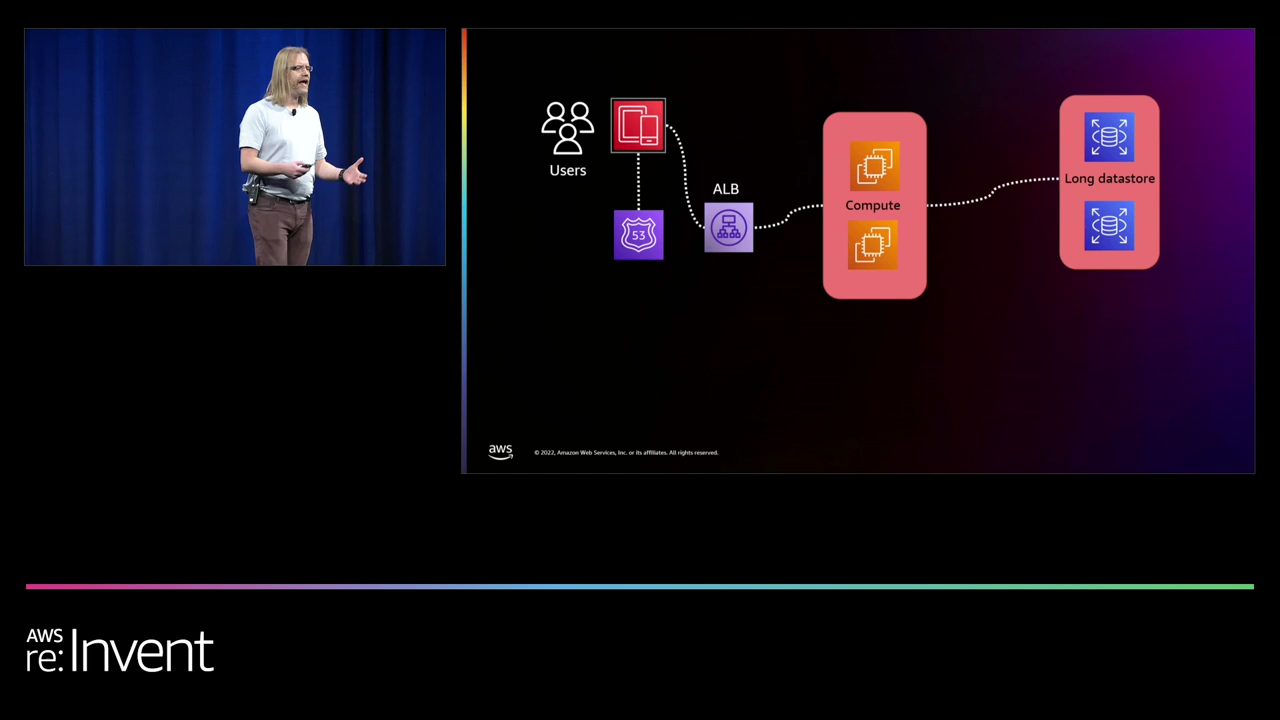 Users
53
ALB
Compute
Long datastore
aws
© 2022, Amazon Web Services, Inc. or its affiliates. All rights reserved.
AWS
re:Invent